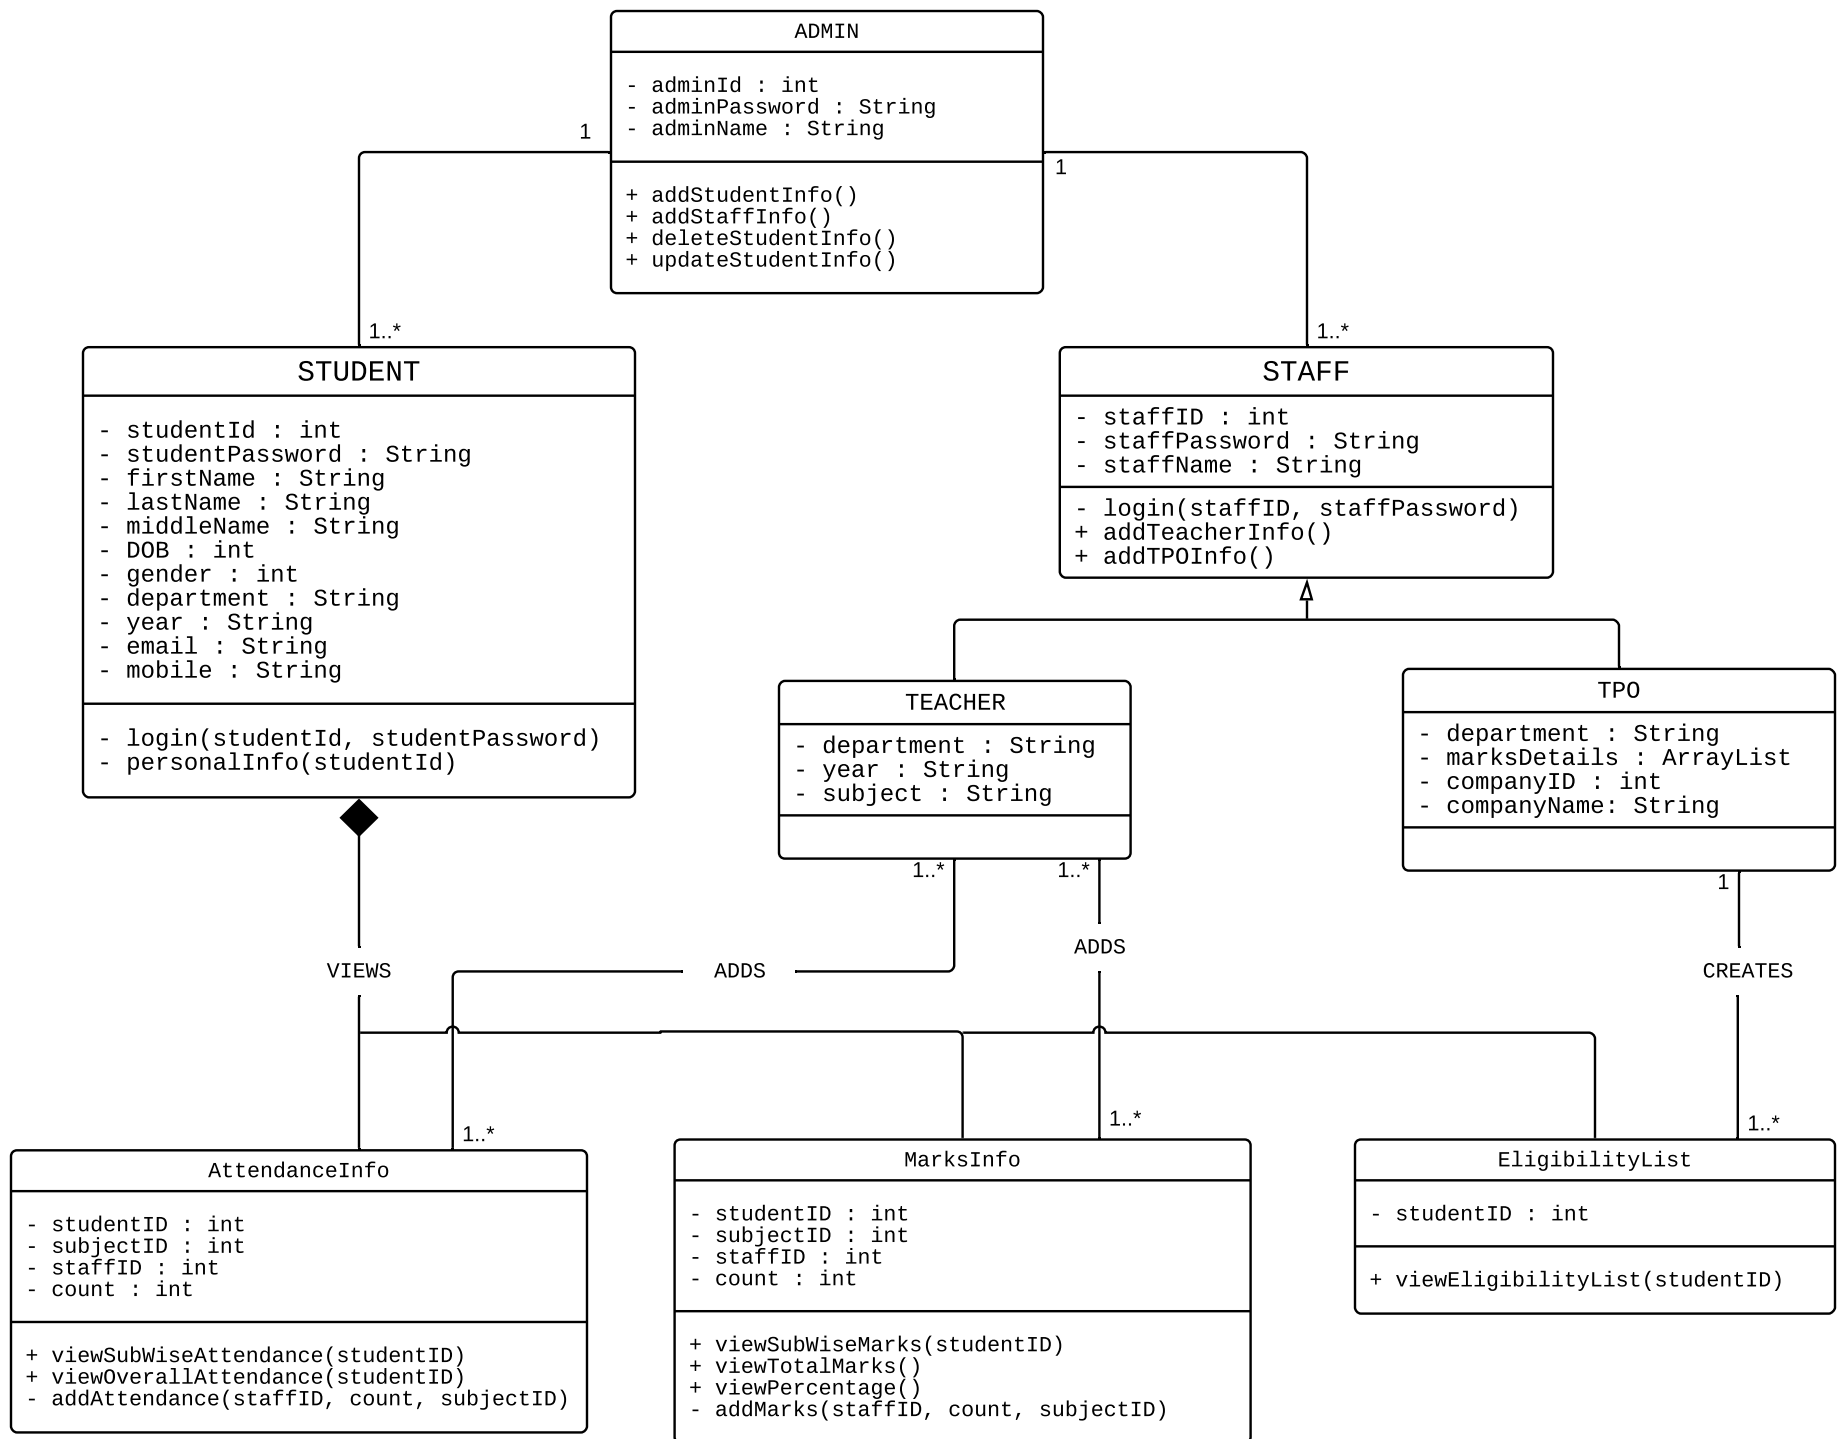 ADMIN
- adminId : int
- adminPassword : String
- adminName : String
+ addStudentInfo()
+ addStaffInfo()
+ deleteStudentInfo()
+ updateStudentInfo()
1
1
1..*
1..*
STUDENT
- studentId : int
- studentPassword : String
- firstName : String
- lastName : String
- middleName : String
- DOB : int
- gender : int
- department : String
- year : String
- email : String
- mobile : String
- login(studentId, studentPassword)
- personalInfo(studentId)
STAFF
- staffID : int
- staffPassword : String
- staffName : String
- login(staffID, staffPassword)
+ addTeacherInfo()
+ addTPOInfo()
TEACHER
- department : String
- year : String
- subject : String
TPO
- department : String
- marksDetails : ArrayList
- companyID : int
- companyName: String
1..*
1..*
1
VIEWS
ADDS
ADDS
CREATES
1..*
1..*
1..*
AttendanceInfo
- studentID : int
- subjectID : int
- staffID : int
- count : int
+ viewSubWiseAttendance(studentID)
+ viewOverallAttendance(studentID)
- addAttendance(staffID, count, subjectID)
MarksInfo
- studentID : int
- subjectID : int
- staffID : int
- count : int
+ viewSubWiseMarks(studentID)
+ viewTotalMarks()
+ viewPercentage()
- addMarks(staffID, count, subjectID)
EligibilityList
- studentID : int
+ viewEligibilityList(studentID)